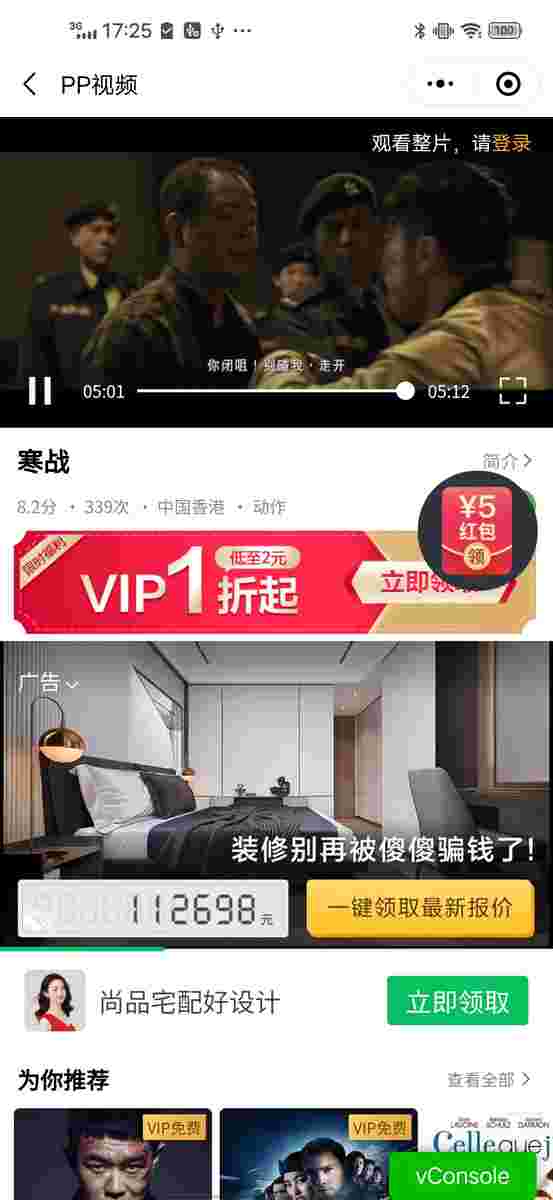 3G 17:25 100
PP视频
观看整片，请登录
你闭咀！别随我·走开
05:01
05:12
寒战
简介
8.2分 · 339次 · 中国香港 · 动作
¥5
红包
领
限时福利
VIP1折起
低至2元
立即领
广告
装修别再被傻傻骗钱了!
112698元
一键领取最新报价
尚品宅配好设计
立即领取
为你推荐
查看全部
VIP免费
VIP免费
LAVOINE
DARMON
Celle que j
vConsole